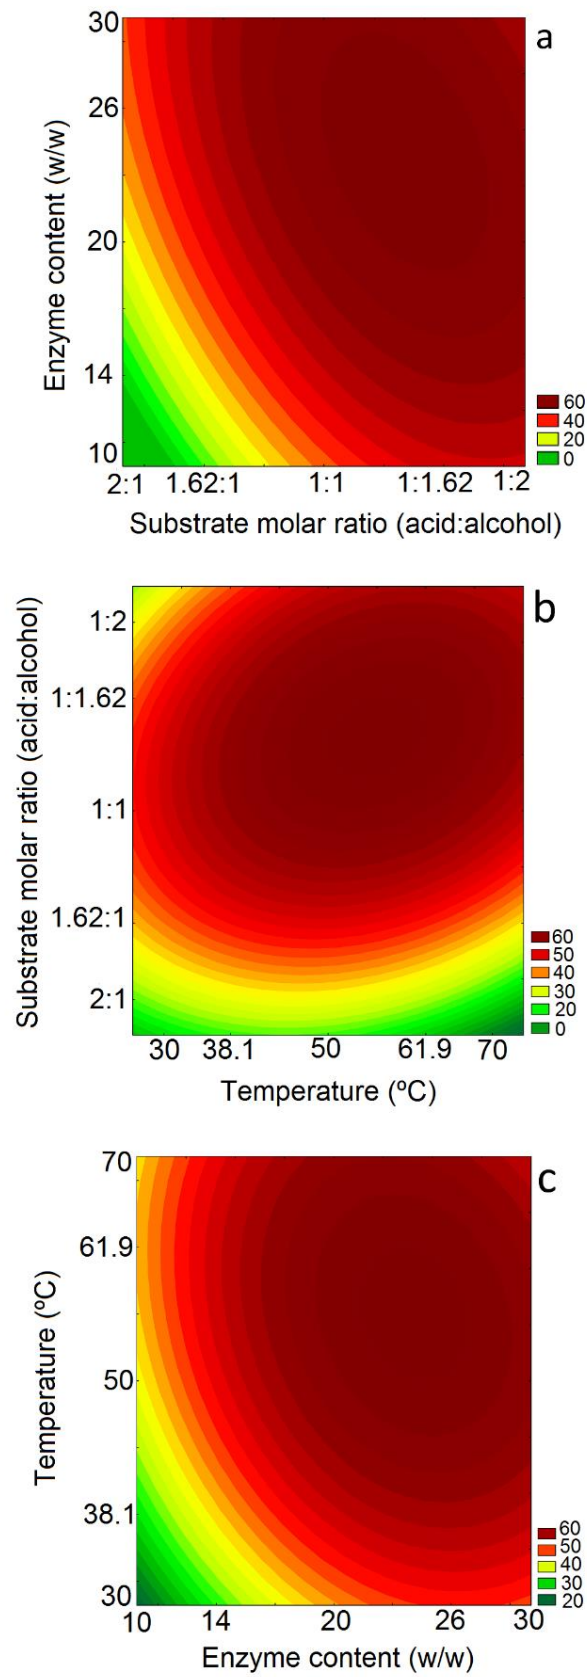 a
30
26
20
14
10
Enzyme content (w/w)
2:1 1.62:1 1:1 1:1.62 1:2
Substrate molar ratio (acid:alcohol)
60
40
20
0
b
1:2
1:1.62
1:1
1.62:1
2:1
Substrate molar ratio (acid:alcohol)
30 38.1 50 61.9 70
Temperature (ºC)
60
50
40
30
20
0
c
70
61.9
50
38.1
30
Temperature (ºC)
10 14 20 26 30
Enzyme content (w/w)
60
50
40
30
20